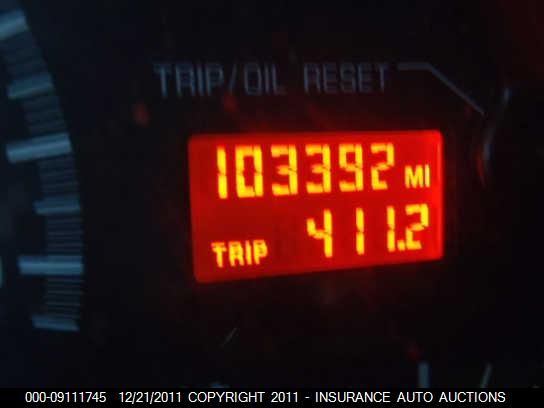 TRIP/OIL RESET
103392 MI
TRIP 411.2
000-09111745 12/21/2011 COPYRIGHT 2011 - INSURANCE AUTO AUCTIONS